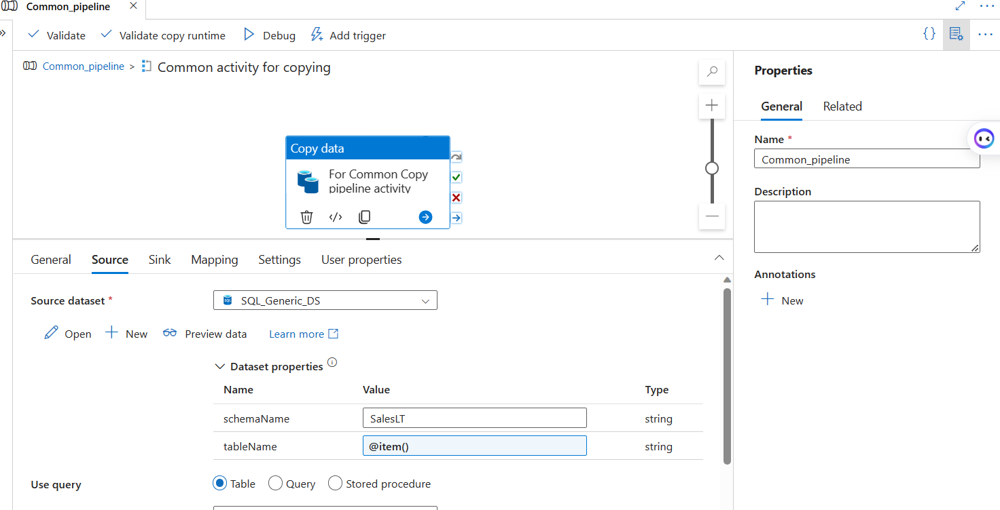 Common_pipeline
Validate
Validate copy runtime
Debug
Add trigger
{}
Common_pipeline > Common activity for copying
Copy data
For Common Copy
pipeline activity
General
Source
Sink
Mapping
Settings
User properties
Source dataset *
SQL
SQL_Generic_DS
Open
New
Preview data
Learn more
Dataset properties
Name Value Type
schemaName SalesLT string
tableName @item() string
Use query
Table
Query
Stored procedure
Properties
General
Related
Name *
Common_pipeline
Description
Annotations
New